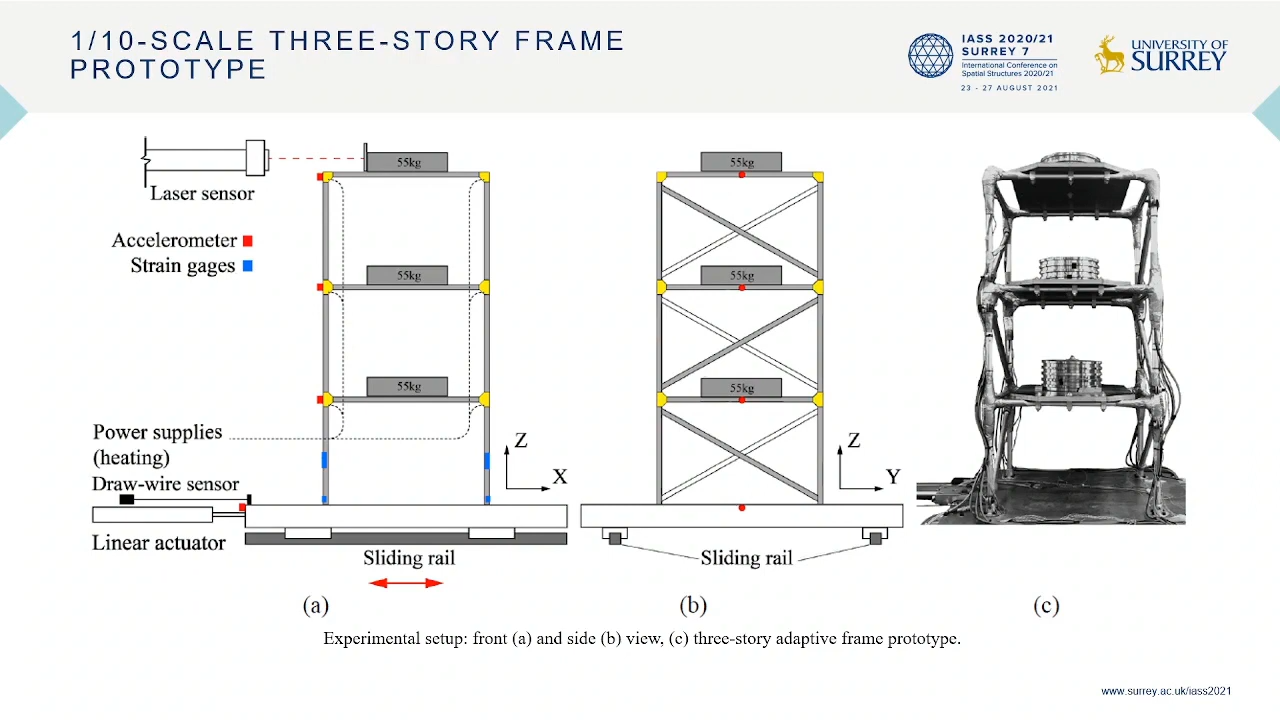 1/10-SCALE THREE-STORY FRAME
PROTOTYPE
IASS 2020/21
SURREY 7
International Conference on
Spatial Structures 2020/21
23 - 27 AUGUST 2021
UNIVERSITY OF
SURREY
55kg
Laser sensor
Accelerometer
Strain gages
55kg
55kg
Power supplies
(heating)
Draw-wire sensor
Linear actuator
Z
X
Sliding rail
(a)
55kg
55kg
55kg
Z
Y
Sliding rail
(b)
(c)
Experimental setup: front (a) and side (b) view, (c) three-story adaptive frame prototype.
www.surrey.ac.uk/iass2021